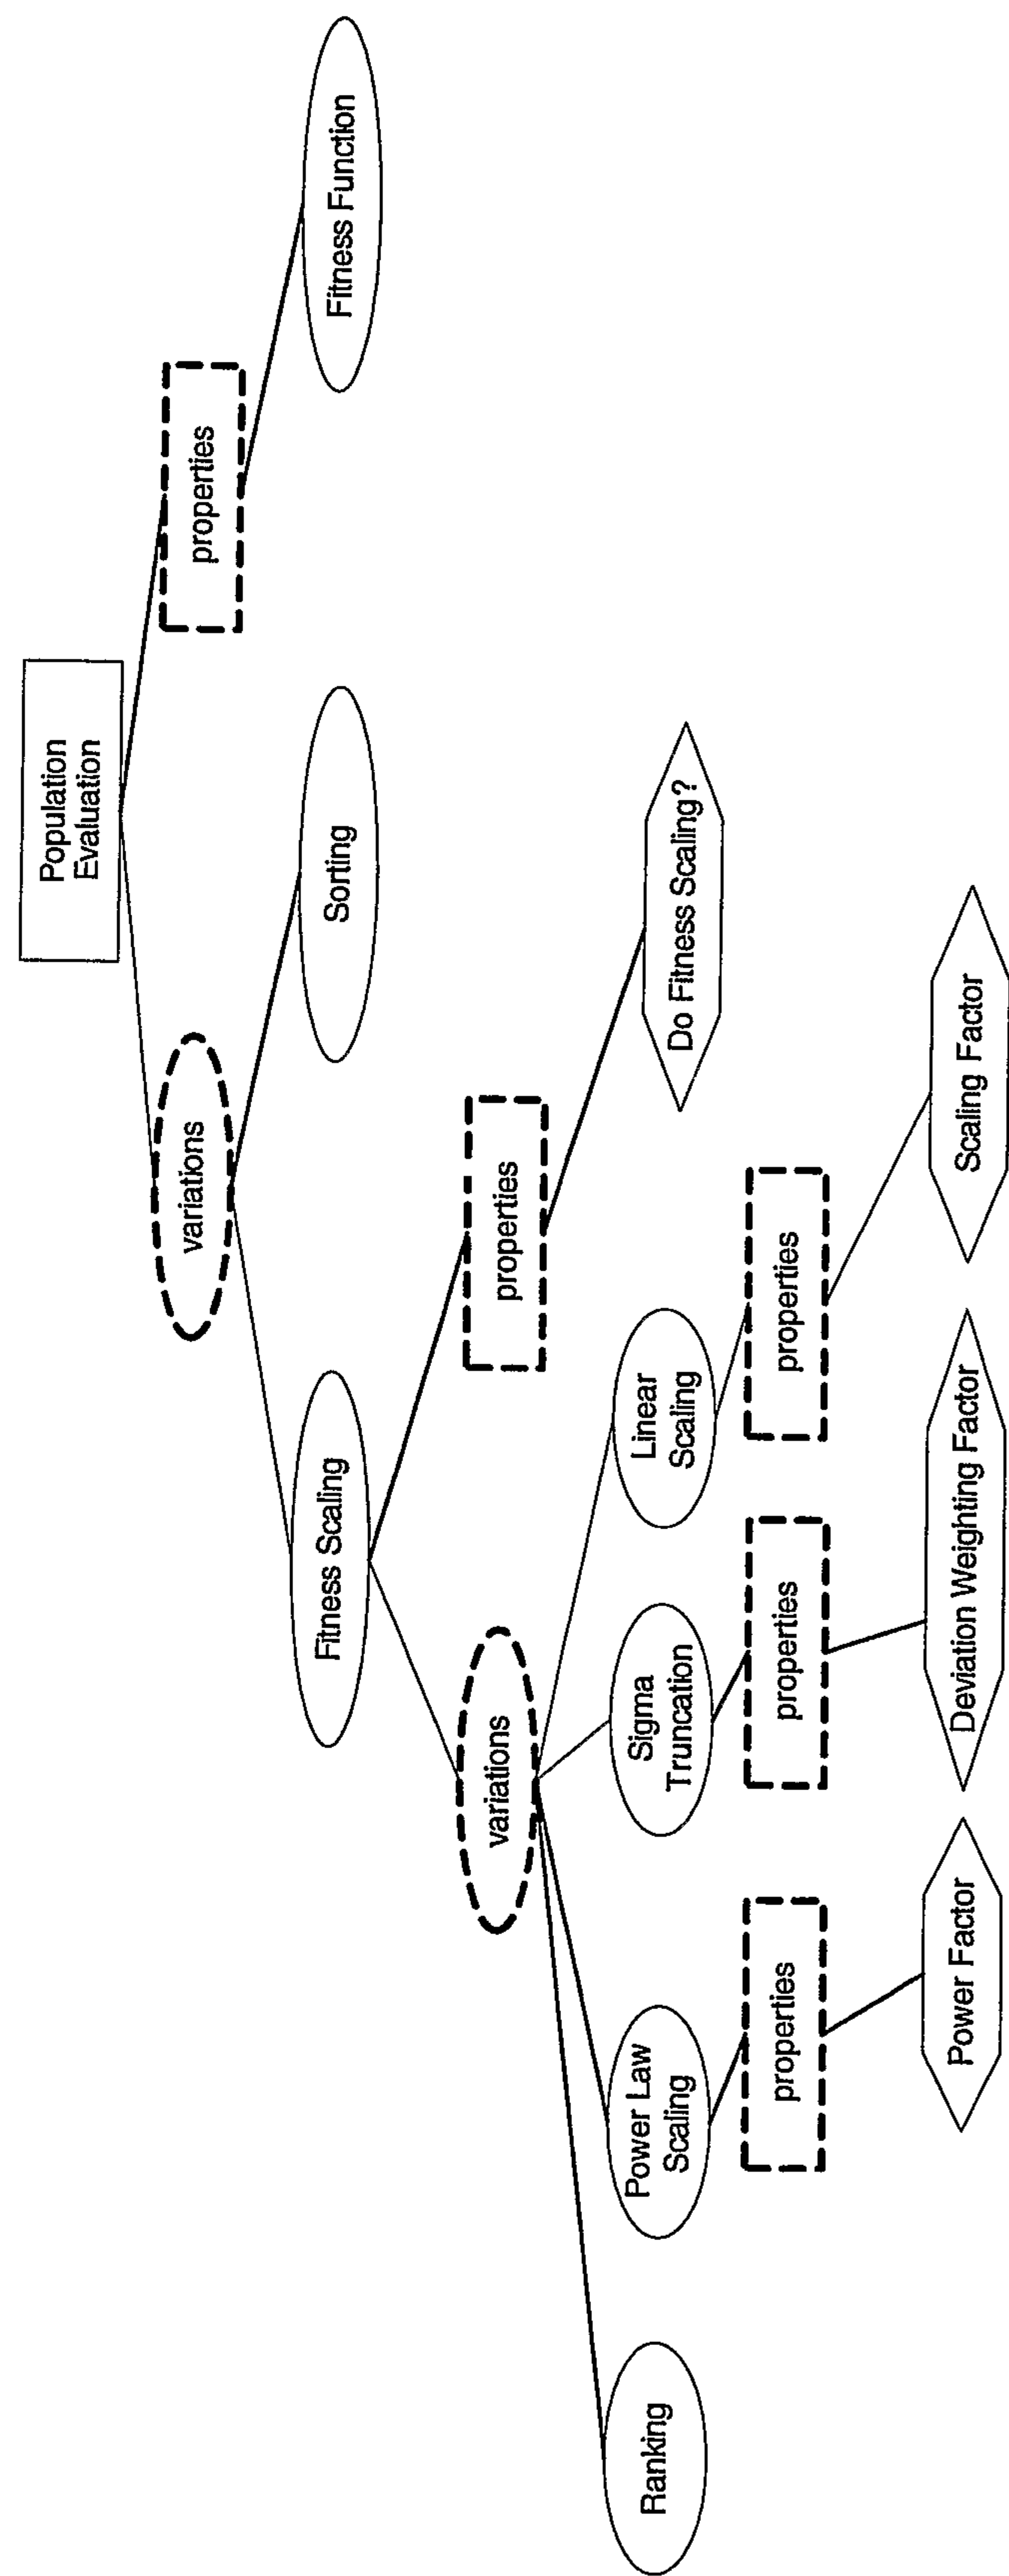 Population
Evaluation
variations
properties
Fitness Scaling
Sorting
Fitness Function
variations
properties
Ranking
Power Law
Scaling
Sigma
Truncation
Linear
Scaling
Do Fitness Scaling?
properties
properties
properties
Power Factor
Deviation Weighting Factor
Scaling Factor